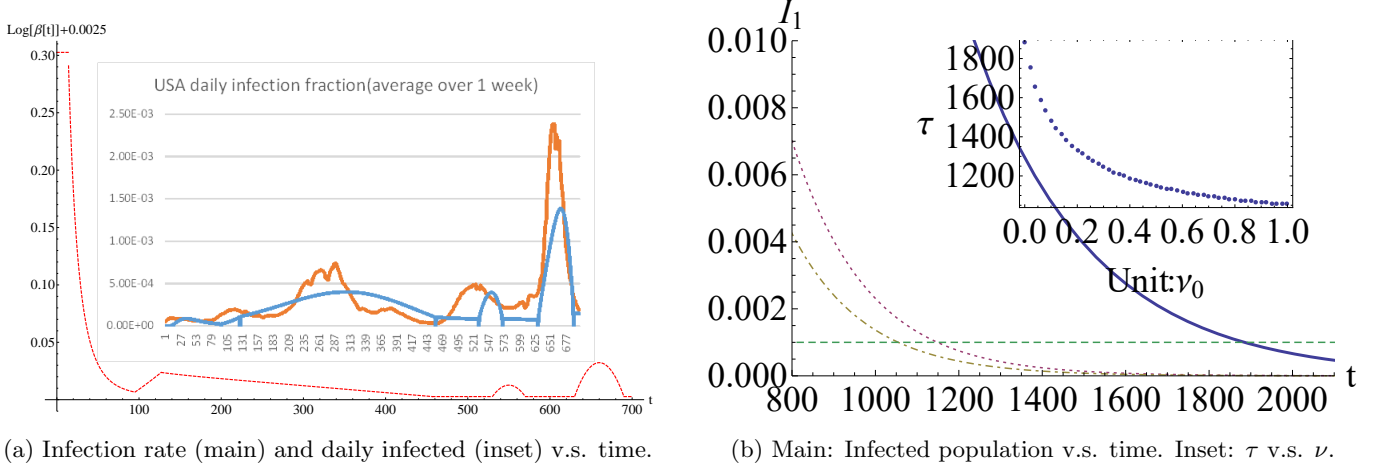 Log[β[t]]+0.0025
0.30
0.25
0.20
0.15
0.10
0.05
100 200 300 400 500 600 700 t
USA daily infection fraction(average over 1 week)
2.50E-03
2.00E-03
1.50E-03
1.00E-03
5.00E-04
0.00E+00
1 27 53 79 105 131 157 183 209 235 261 287 313 339 365 391 417 443 469 495 521 547 573 599 625 651 677
(a) Infection rate (main) and daily infected (inset) v.s. time.
I₁
0.010
0.008
0.006
0.004
0.002
0.000
800 1000 1200 1400 1600 1800 2000 t
τ
1800
1600
1400
1200
0.0 0.2 0.4 0.6 0.8 1.0
Unit:ν₀
(b) Main: Infected population v.s. time. Inset: τ v.s. ν.